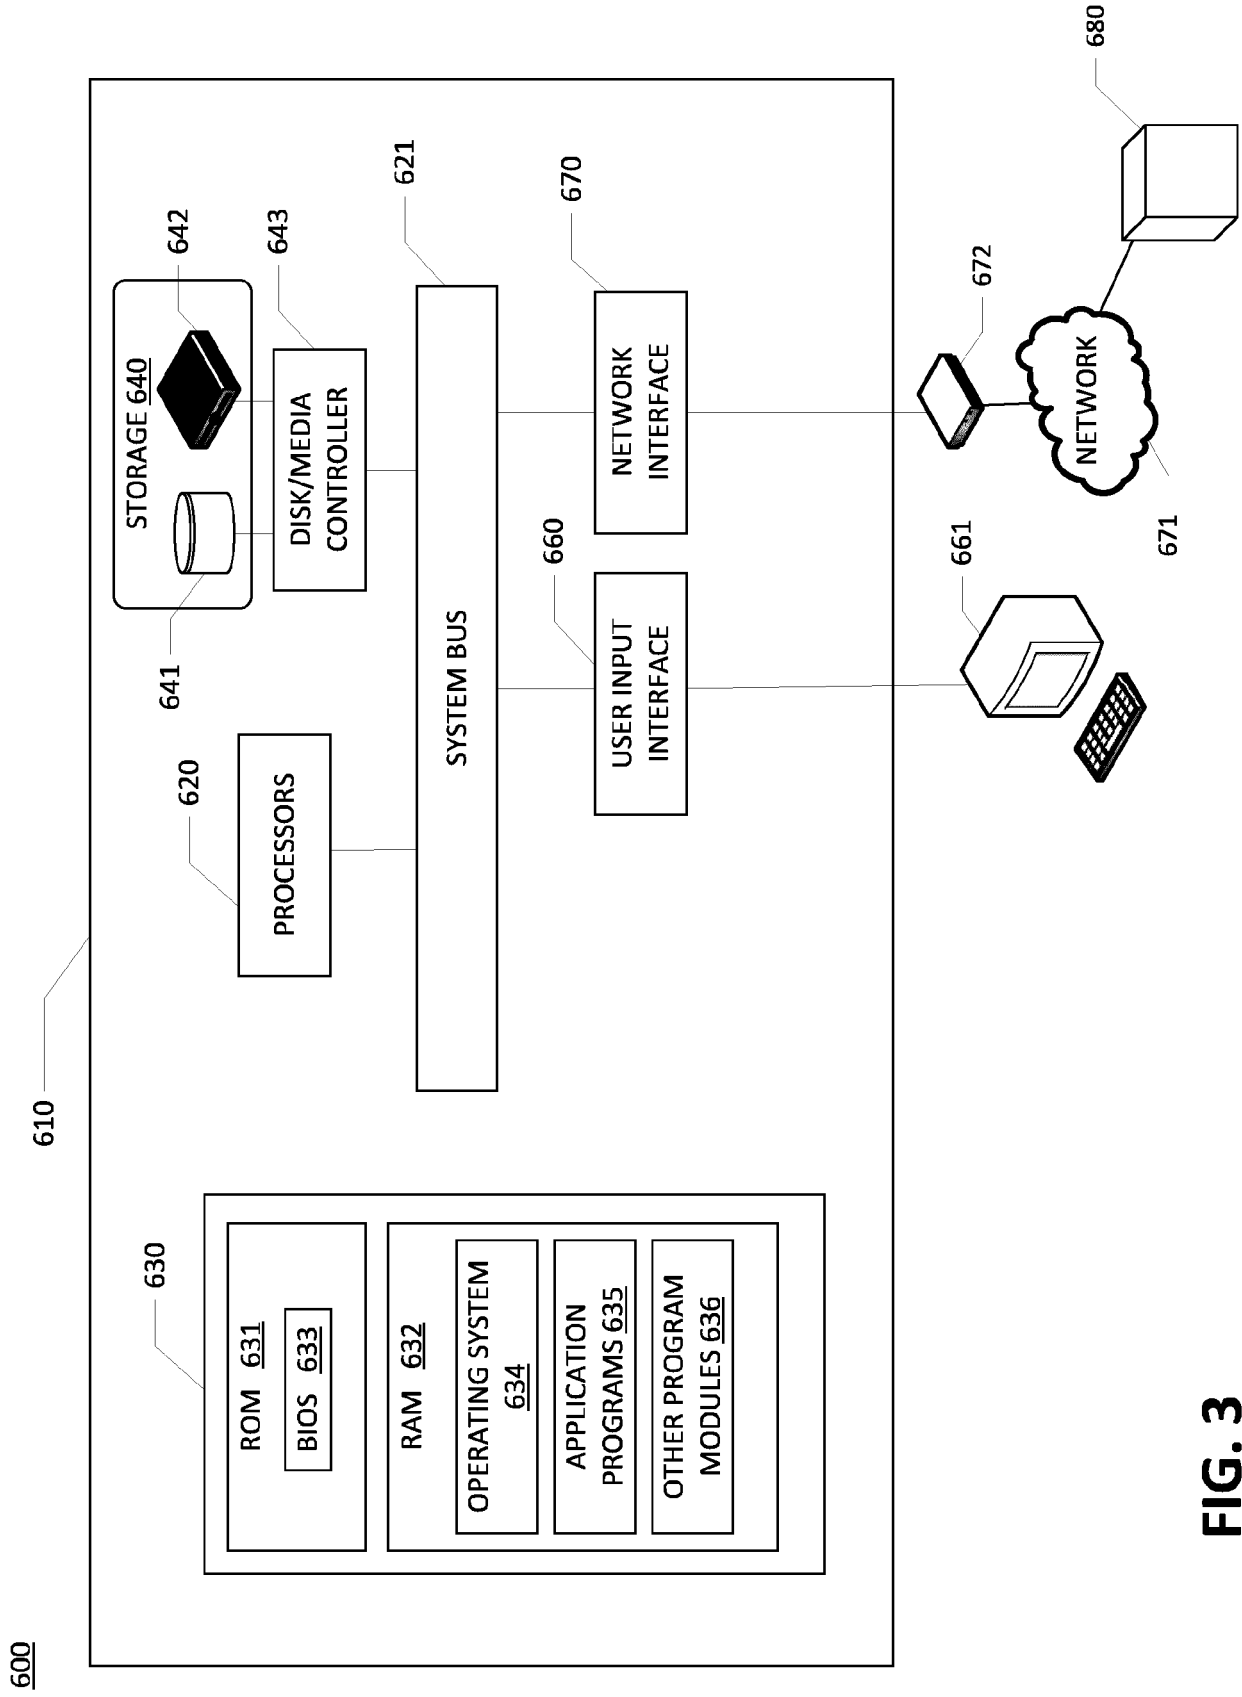 600
610
630
ROM 631
BIOS 633
RAM 632
OPERATING SYSTEM
634
APPLICATION
PROGRAMS 635
OTHER PROGRAM
MODULES 636
620
PROCESSORS
STORAGE 640
641
642
DISK/MEDIA
CONTROLLER
643
SYSTEM BUS
621
USER INPUT
INTERFACE
660
NETWORK
INTERFACE
670
661
672
NETWORK
671
680
FIG. 3